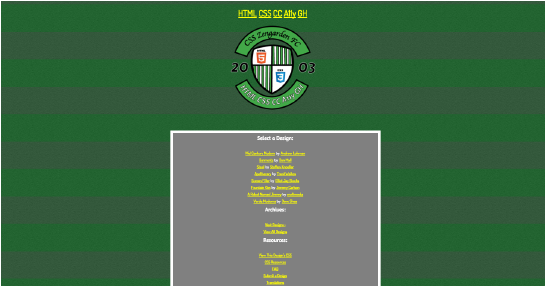 HTML CSS CC A11y GH
CSS Zengarden FC
20 03
HTML CSS CC A11y GH
Select a Design:
Mid Century Modern by Andrew Lohman
Garments by Dan Mall
Steel by Steffen Knoeller
Apothecary by Trent Walton
Screen Filler by Elliot Jay Stocks
Fountain Kiss by Jeremy Carlson
A Robot Named Jimmy by meltmedia
Verde Moderna by Dave Shea
Archives:
Next Designs
View All Designs
Resources:
View This Design's CSS
CSS Resources
FAQ
Submit a Design
Translations